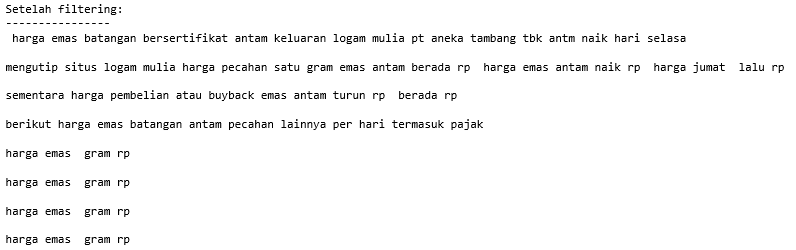 Setelah filtering:
----------------
harga emas batangan bersertifikat antam keluaran logam mulia pt aneka tambang tbk antm naik hari selasa
mengutip situs logam mulia harga pecahan satu gram emas antam berada rp  harga emas antam naik rp  harga jumat  lalu rp
sementara harga pembelian atau buyback emas antam turun rp  berada rp
berikut harga emas batangan antam pecahan lainnya per hari termasuk pajak
harga emas  gram rp
harga emas  gram rp
harga emas  gram rp
harga emas  gram rp